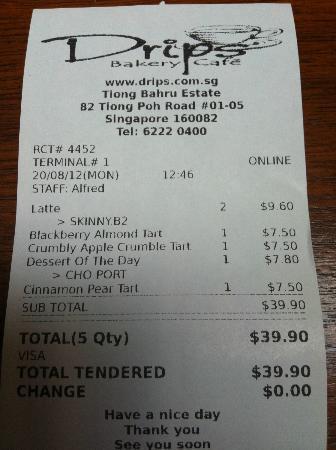 Drips
Bakery Café
www.drips.com.sg
Tiong Bahru Estate
82 Tiong Poh Road #01-05
Singapore 160082
Tel: 6222 0400
RCT# 4452
TERMINAL# 1 ONLINE
20/08/12(MON) 12:46
STAFF: Alfred
Latte 2 $9.60
> SKINNY.B2
Blackberry Almond Tart 1 $7.50
Crumbly Apple Crumble Tart 1 $7.50
Dessert Of The Day 1 $7.80
> CHO PORT
Cinnamon Pear Tart 1 $7.50
SUB TOTAL $39.90
TOTAL(5 Qty) $39.90
VISA
TOTAL TENDERED $39.90
CHANGE $0.00
Have a nice day
Thank you
See you soon